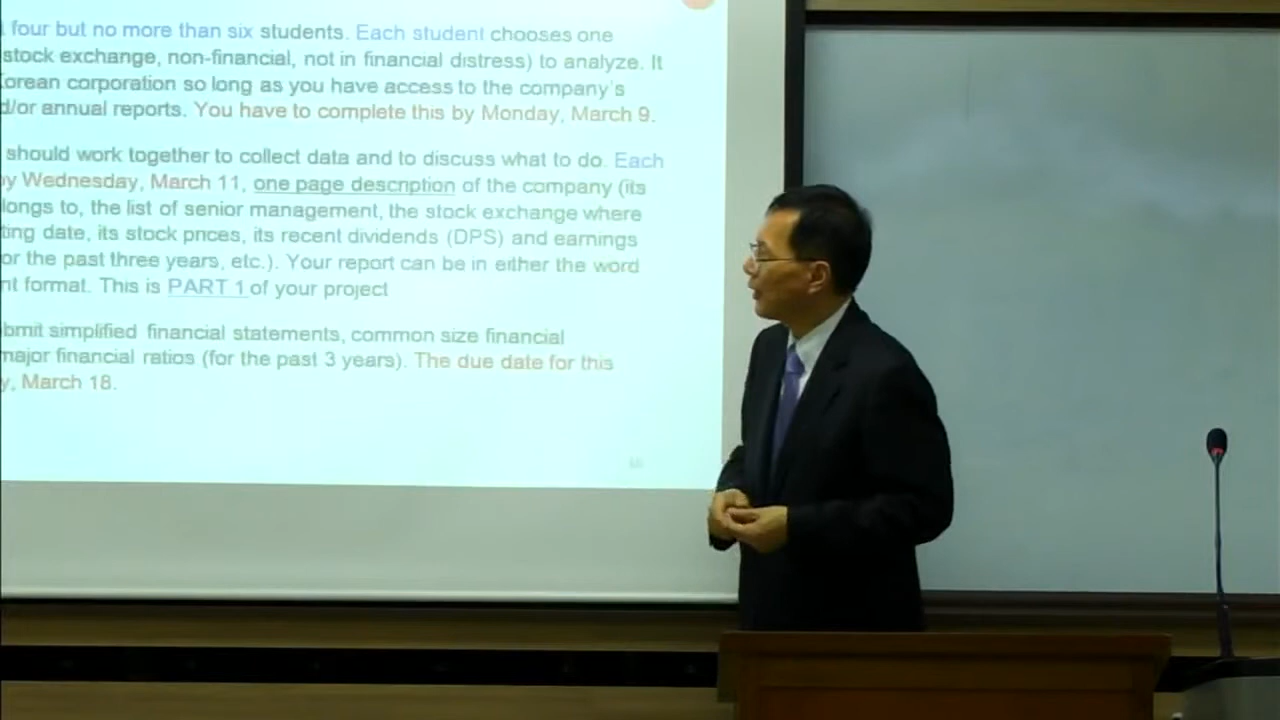 four but no more than six students. Each student chooses one
stock exchange, non-financial, not in financial distress) to analyze. It
orean corporation so long as you have access to the company's
d/or annual reports. You have to complete this by Monday, March 9.
should work together to collect data and to discuss what to do. Each
by Wednesday, March 11, one page description of the company (its
longs to, the list of senior management, the stock exchange where
ting date, its stock prices, its recent dividends (DPS) and earnings
or the past three years, etc.). Your report can be in either the word
nt format. This is PART 1 of your project
bmit simplified financial statements, common size financial
major financial ratios (for the past 3 years). The due date for this
y, March 18.